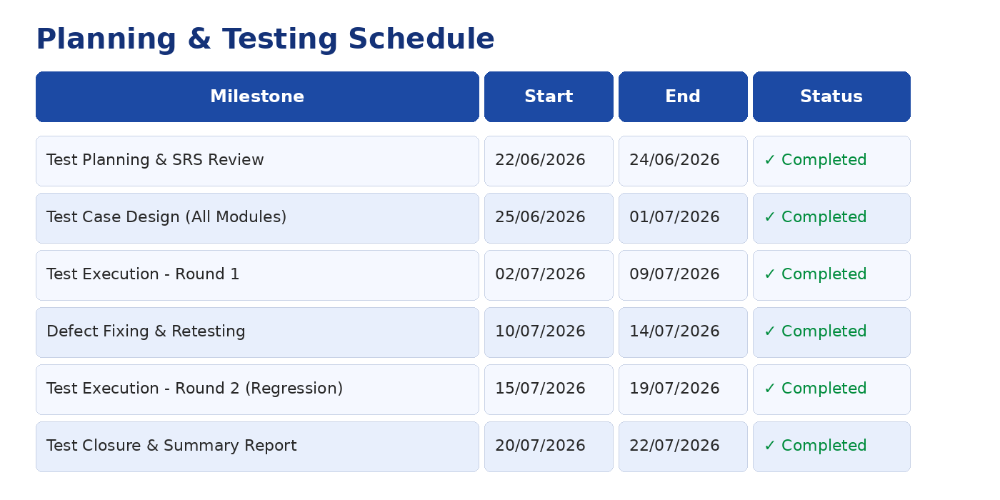 Planning & Testing Schedule
Milestone Start End Status
Test Planning & SRS Review 22/06/2026 24/06/2026 ✓ Completed
Test Case Design (All Modules) 25/06/2026 01/07/2026 ✓ Completed
Test Execution - Round 1 02/07/2026 09/07/2026 ✓ Completed
Defect Fixing & Retesting 10/07/2026 14/07/2026 ✓ Completed
Test Execution - Round 2 (Regression) 15/07/2026 19/07/2026 ✓ Completed
Test Closure & Summary Report 20/07/2026 22/07/2026 ✓ Completed